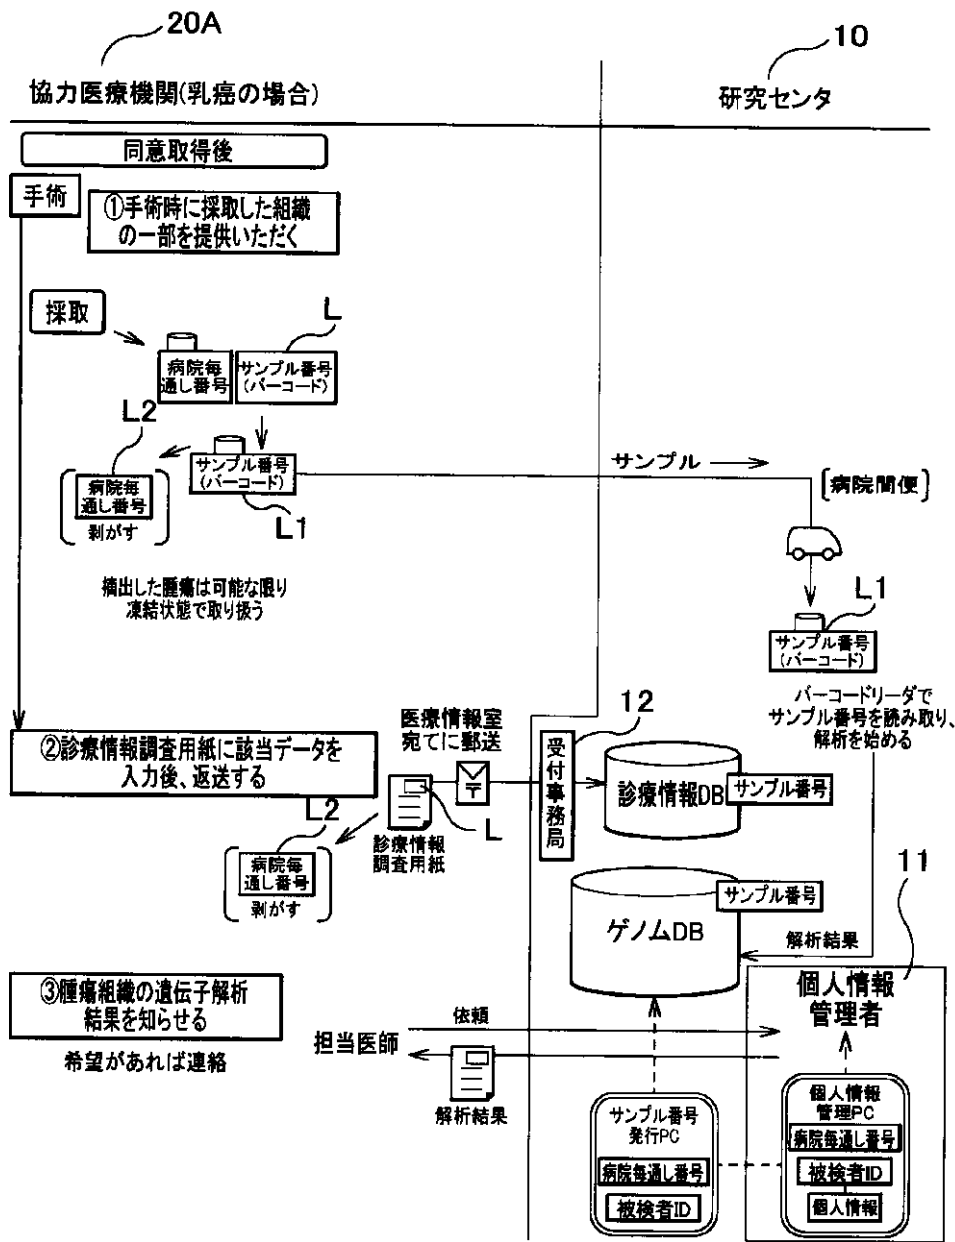 20A
10
協力医療機関(乳癌の場合)
研究センタ
同意取得後
手術
①手術時に採取した組織
の一部を提供いただく
採取
L
病院毎
通し番号
サンプル番号
(バーコード)
L2
サンプル番号
(バーコード)
L1
病院毎
通し番号
剥がす
サンプル
[病院間便]
摘出した腫瘍は可能な限り
凍結状態で取り扱う
L1
サンプル番号
(バーコード)
バーコードリーダで
サンプル番号を読み取り、
解析を始める
②診療情報調査用紙に該当データを
入力後、返送する
医療情報室
宛てに郵送
〒
12
受付事務局
診療情報DB
サンプル番号
L2
L
診療情報
調査用紙
病院毎
通し番号
剥がす
ゲノムDB
サンプル番号
解析結果
11
③腫瘍組織の遺伝子解析
結果を知らせる
希望があれば連絡
担当医師
依頼
解析結果
個人情報
管理者
サンプル番号
発行PC
病院毎通し番号
被検者ID
個人情報
管理PC
病院毎通し番号
被検者ID
個人情報